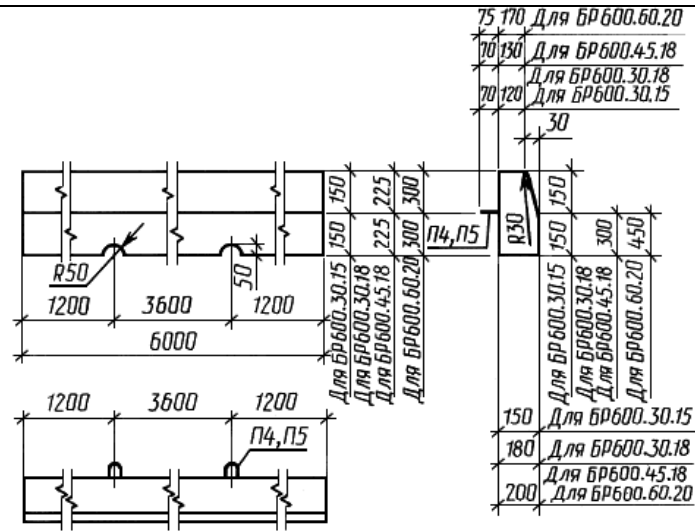 75 170 Для БР600.60.20
70 130 Для БР600.45.18
Для БР600.30.18
70 120 Для БР600.30.15
30
150 225 300
150 225 300
R50
50
1200 3600 1200
6000
Для БР600.30.15
Для БР600.30.18
Для БР600.45.18
Для БР600.60.20
П4,П5
R30
150
150 300 450
Для БР600.30.15
Для БР600.30.18
Для БР600.45.18
Для БР600.60.20
1200 3600 1200
П4,П5
150 Для БР600.30.15
180 Для БР600.30.18
Для БР600.45.18
200 Для БР600.60.20